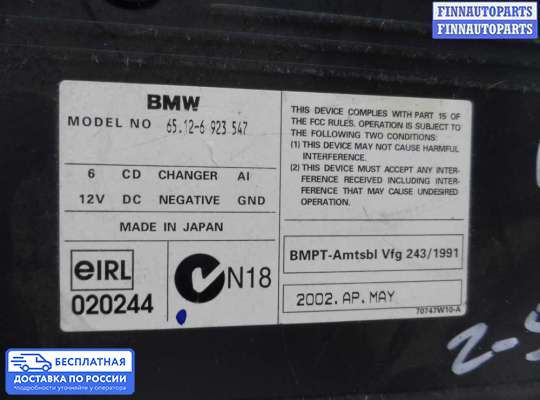 FINNAUTOPARTS
FINNAUTOPARTS
FINNAUTOPARTS
BMW
MODEL NO 65.12-6 923 547
6 CD CHANGER AI
12V DC NEGATIVE GND
MADE IN JAPAN
eIRL
020244
N18
THIS DEVICE COMPLIES WITH PART 15 OF
THE FCC RULES. OPERATION IS SUBJECT TO
THE FOLLOWING TWO CONDITIONS:
(1) THIS DEVICE MAY NOT CAUSE HARMFUL
INTERFERENCE.
(2) THIS DEVICE MUST ACCEPT ANY INTER-
FERENCE RECEIVED INCLUDING INTER-
FERENCE THAT MAY CAUSE UNDESIRED
OPERATION.
BMPT-Amtsbl Vfg 243/1991
2002.AP.MAY
70747W10-A
БЕСПЛАТНАЯ
ДОСТАВКА ПО РОССИИ
подробности уточняйте у оператора